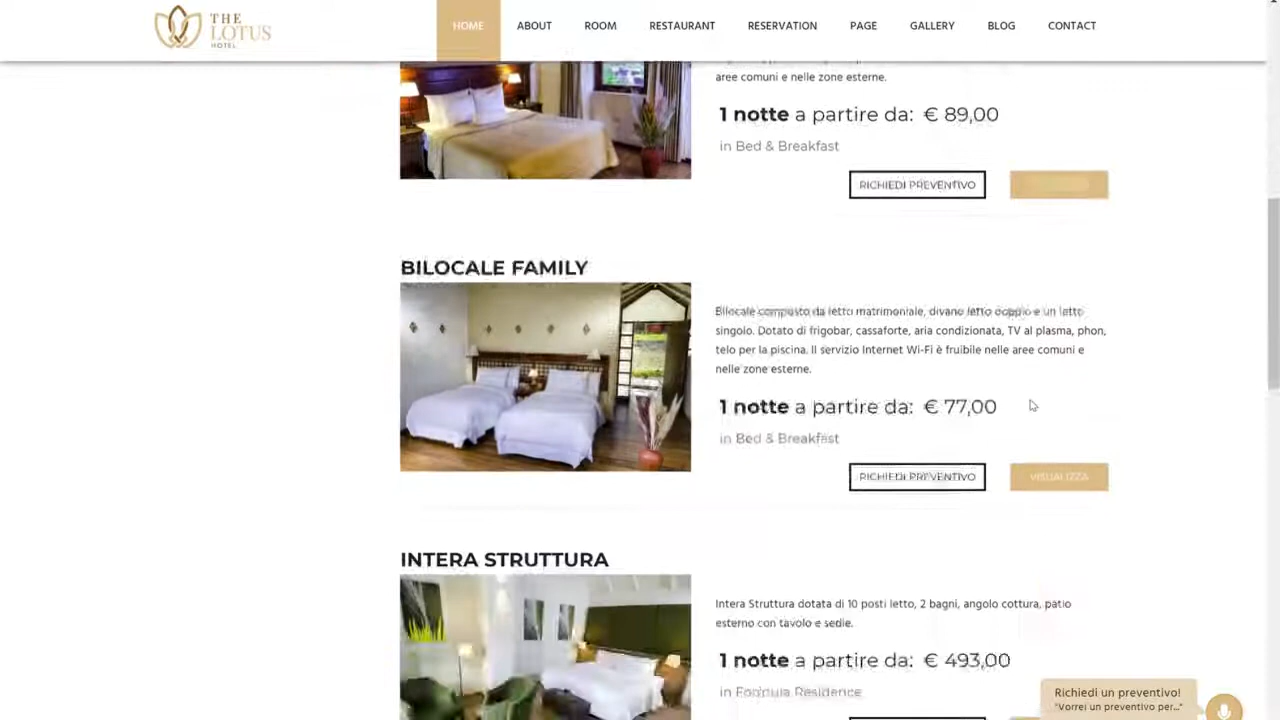 THE
LOTUS
HOTEL
HOME
ABOUT
ROOM
RESTAURANT
RESERVATION
PAGE
GALLERY
BLOG
CONTACT
aree comuni e nelle zone esterne.
1 notte a partire da: € 89,00
in Bed & Breakfast
RICHIEDI PREVENTIVO
BILOCALE FAMILY
Bilocale composto da letto matrimoniale, divano letto doppio e un letto
singolo. Dotato di frigobar, cassaforte, aria condizionata, TV al plasma, phon,
telo per la piscina. Il servizio Internet Wi-Fi è fruibile nelle aree comuni e
nelle zone esterne.
1 notte a partire da: € 77,00
in Bed & Breakfast
RICHIEDI PREVENTIVO
VISUALIZZA
INTERA STRUTTURA
Intera Struttura dotata di 10 posti letto, 2 bagni, angolo cottura, patio
esterno con tavolo e sedie.
1 notte a partire da: € 493,00
in Formula Residence
Richiedi un preventivo!
"Vorrei un preventivo per..."